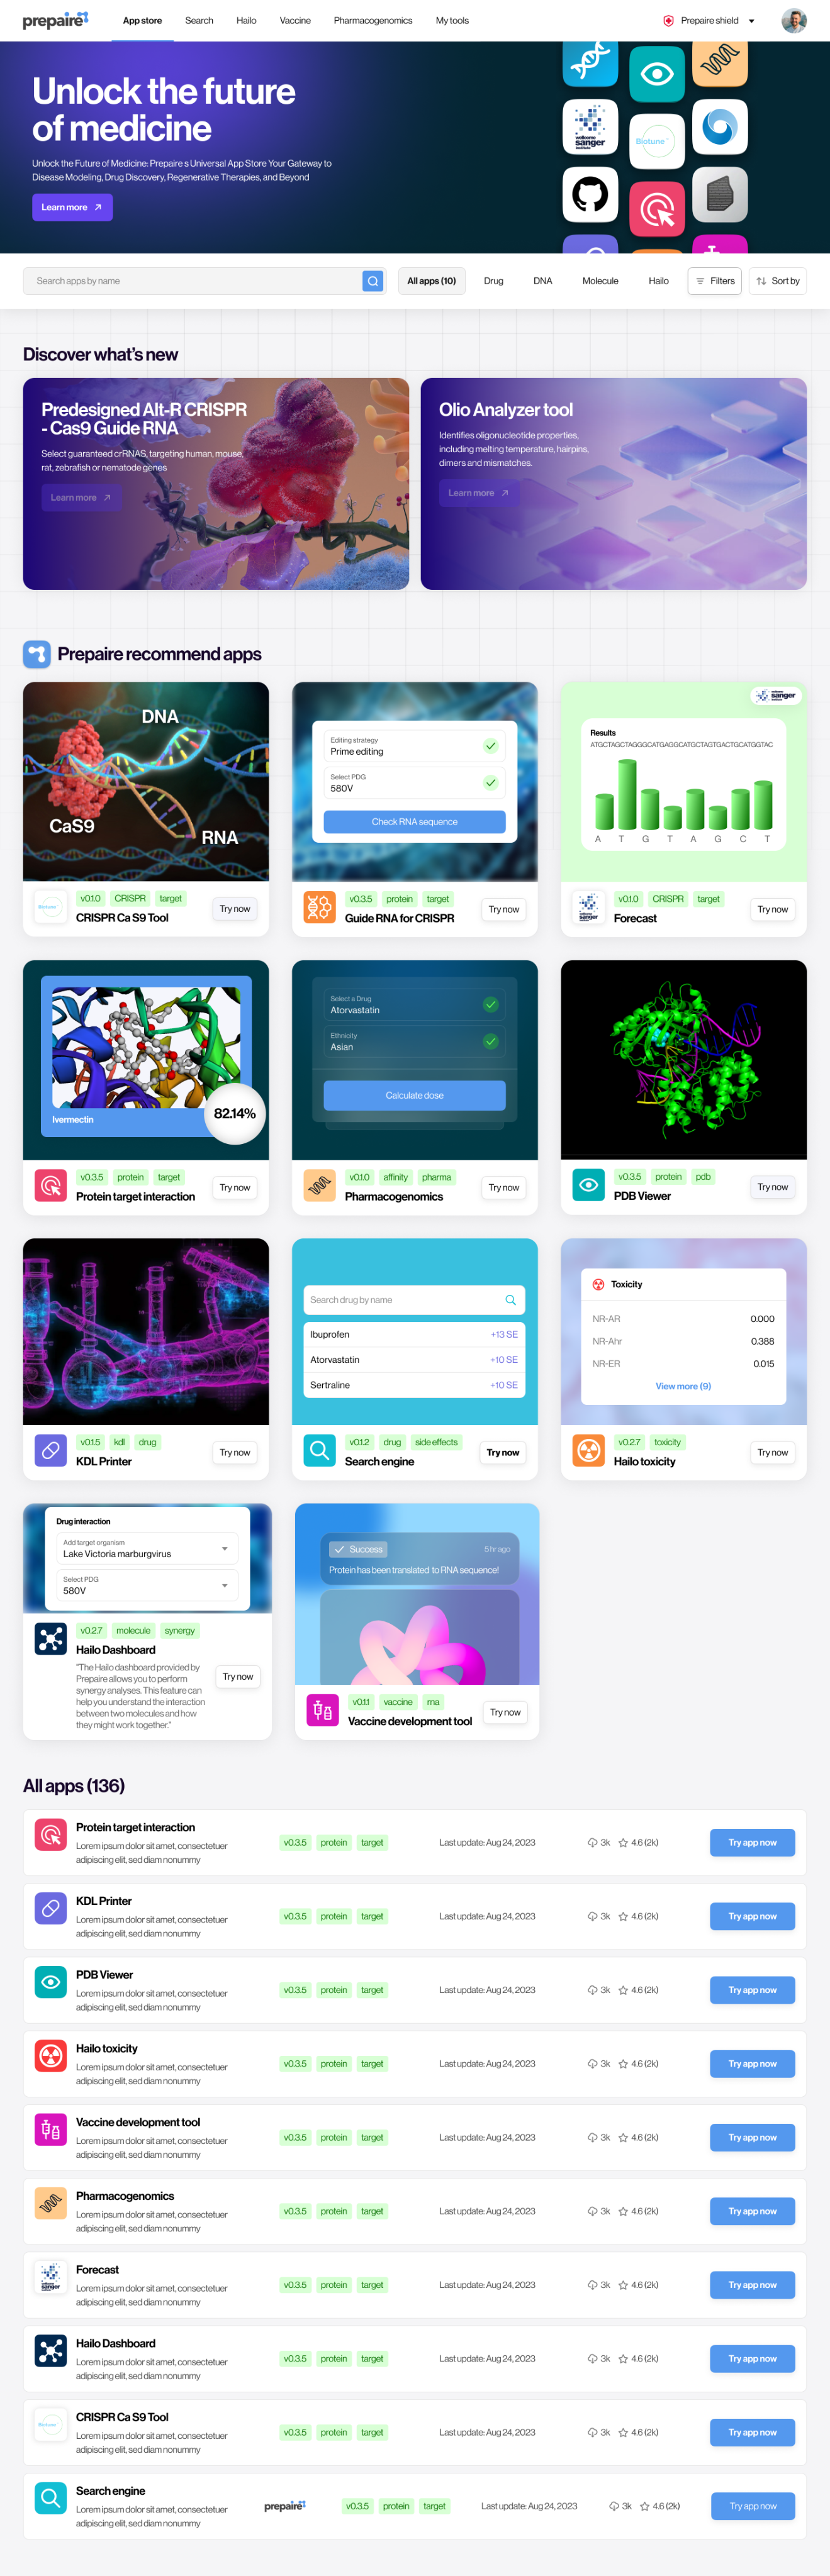 prepaire
App store
Search
Hailo
Vaccine
Pharmacogenomics
My tools
Prepaire shield
Unlock the future
of medicine
Unlock the Future of Medicine: Prepaire s Universal App Store Your Gateway to
Disease Modeling, Drug Discovery, Regenerative Therapies, and Beyond
Learn more
wellcome
sanger
institute
Biotune
Search apps by name
All apps (10)
Drug
DNA
Molecule
Hailo
Filters
Sort by
Discover what's new
Predesigned Alt-R CRISPR
- Cas9 Guide RNA
Select guaranteed crRNAS, targeting human, mouse,
rat, zebrafish or nematode genes
Learn more
Olio Analyzer tool
Identifies oligonucleotide properties,
including melting temperature, hairpins,
dimers and mismatches.
Learn more
Prepaire recommend apps
DNA
CaS9
RNA
Biotune
v0.1.0 CRISPR target
CRISPR Ca S9 Tool
Try now
Editing strategy
Prime editing
Select PDG
580V
Check RNA sequence
v0.3.5 protein target
Guide RNA for CRISPR
Try now
sanger
Results
ATGCTAGCTAGGGCATGAGGCATGCTAGTGACTGCATGGTAC
A T G T A G C T
sanger
v0.1.0 CRISPR target
Forecast
Try now
Ivermectin
82.14%
v0.3.5 protein target
Protein target interaction
Try now
Select a Drug
Atorvastatin
Ethnicity
Asian
Calculate dose
v0.1.0 affinity pharma
Pharmacogenomics
Try now
v0.3.5 protein pdb
PDB Viewer
Try now
v0.1.5 kdl drug
KDL Printer
Try now
Search drug by name
Ibuprofen +13 SE
Atorvastatin +10 SE
Sertraline +10 SE
v0.1.2 drug side effects
Search engine
Try now
Toxicity
NR-AR 0.000
NR-Ahr 0.388
NR-ER 0.015
View more (9)
v0.2.7 toxicity
Hailo toxicity
Try now
Drug interaction
Add target organism
Lake Victoria marburgvirus
Select PDG
580V
v0.2.7 molecule synergy
Hailo Dashboard
"The Hailo dashboard provided by
Prepaire allows you to perform
synergy analyses. This feature can
help you understand the interaction
between two molecules and how
they might work together."
Try now
Success
5 hr ago
Protein has been translated to RNA sequence!
v0.1.1 vaccine rna
Vaccine development tool
Try now
All apps (136)
Protein target interaction
Lorem ipsum dolor sit amet, consectetuer
adipiscing elit, sed diam nonummy
v0.3.5 protein target
Last update: Aug 24, 2023
3k 4.6 (2k)
Try app now
KDL Printer
Lorem ipsum dolor sit amet, consectetuer
adipiscing elit, sed diam nonummy
v0.3.5 protein target
Last update: Aug 24, 2023
3k 4.6 (2k)
Try app now
PDB Viewer
Lorem ipsum dolor sit amet, consectetuer
adipiscing elit, sed diam nonummy
v0.3.5 protein target
Last update: Aug 24, 2023
3k 4.6 (2k)
Try app now
Hailo toxicity
Lorem ipsum dolor sit amet, consectetuer
adipiscing elit, sed diam nonummy
v0.3.5 protein target
Last update: Aug 24, 2023
3k 4.6 (2k)
Try app now
Vaccine development tool
Lorem ipsum dolor sit amet, consectetuer
adipiscing elit, sed diam nonummy
v0.3.5 protein target
Last update: Aug 24, 2023
3k 4.6 (2k)
Try app now
Pharmacogenomics
Lorem ipsum dolor sit amet, consectetuer
adipiscing elit, sed diam nonummy
v0.3.5 protein target
Last update: Aug 24, 2023
3k 4.6 (2k)
Try app now
sanger
Forecast
Lorem ipsum dolor sit amet, consectetuer
adipiscing elit, sed diam nonummy
v0.3.5 protein target
Last update: Aug 24, 2023
3k 4.6 (2k)
Try app now
Hailo Dashboard
Lorem ipsum dolor sit amet, consectetuer
adipiscing elit, sed diam nonummy
v0.3.5 protein target
Last update: Aug 24, 2023
3k 4.6 (2k)
Try app now
Biotune
CRISPR Ca S9 Tool
Lorem ipsum dolor sit amet, consectetuer
adipiscing elit, sed diam nonummy
v0.3.5 protein target
Last update: Aug 24, 2023
3k 4.6 (2k)
Try app now
Search engine
Lorem ipsum dolor sit amet, consectetuer
adipiscing elit, sed diam nonummy
prepaire
v0.3.5 protein target
Last update: Aug 24, 2023
3k 4.6 (2k)
Try app now